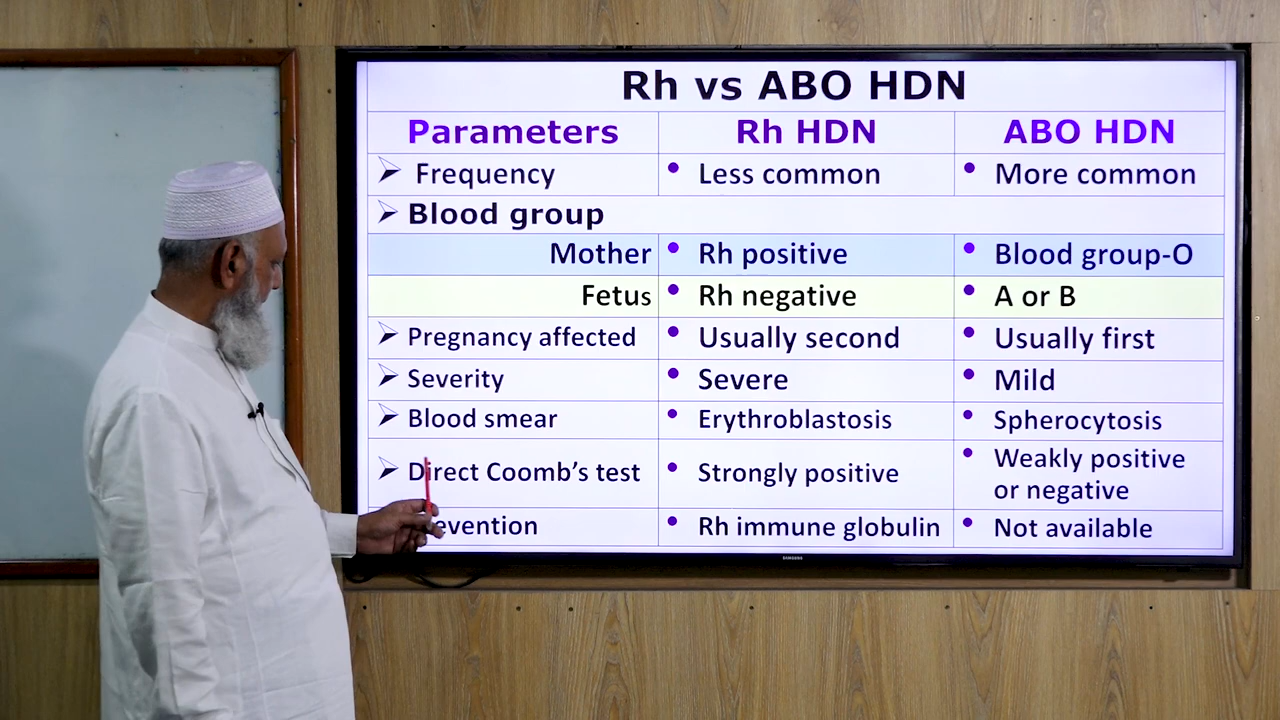 Rh vs ABO HDN
Parameters Rh HDN ABO HDN
➢ Frequency • Less common • More common
➢ Blood group
Mother • Rh positive • Blood group-O
Fetus • Rh negative • A or B
➢ Pregnancy affected • Usually second • Usually first
➢ Severity • Severe • Mild
➢ Blood smear • Erythroblastosis • Spherocytosis
➢ Direct Coomb's test • Strongly positive • Weakly positive
or negative
evention • Rh immune globulin • Not available
SAMSUNG